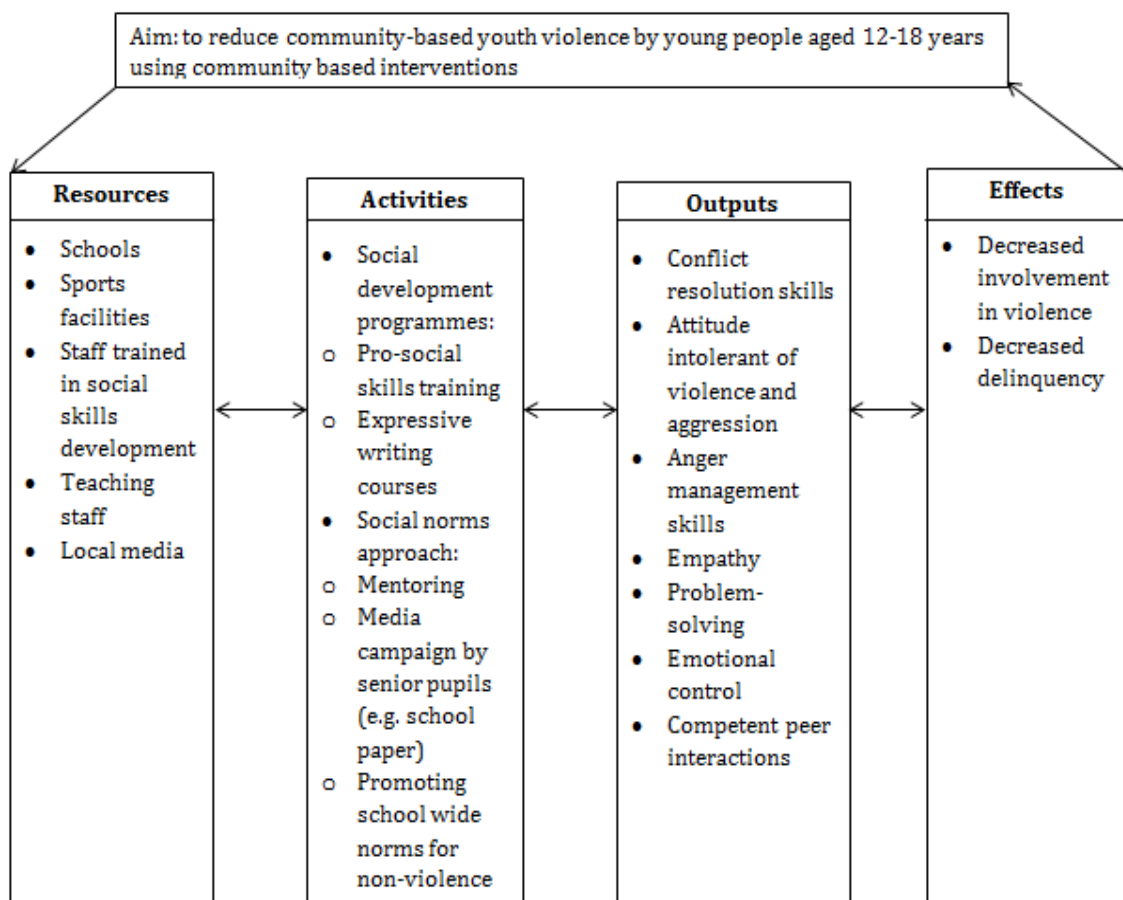 Aim: to reduce community-based youth violence by young people aged 12-18 years
using community based interventions
Resources
● Schools
● Sports
facilities
● Staff trained
in social
skills
development
● Teaching
staff
● Local media
Activities
● Social
development
programmes:
o Pro-social
skills training
o Expressive
writing
courses
● Social norms
approach:
o Mentoring
o Media
campaign by
senior pupils
(e.g. school
paper)
o Promoting
school wide
norms for
non-violence
Outputs
● Conflict
resolution skills
● Attitude
intolerant of
violence and
aggression
● Anger
management
skills
● Empathy
● Problem-
solving
● Emotional
control
● Competent peer
interactions
Effects
● Decreased
involvement
in violence
● Decreased
delinquency